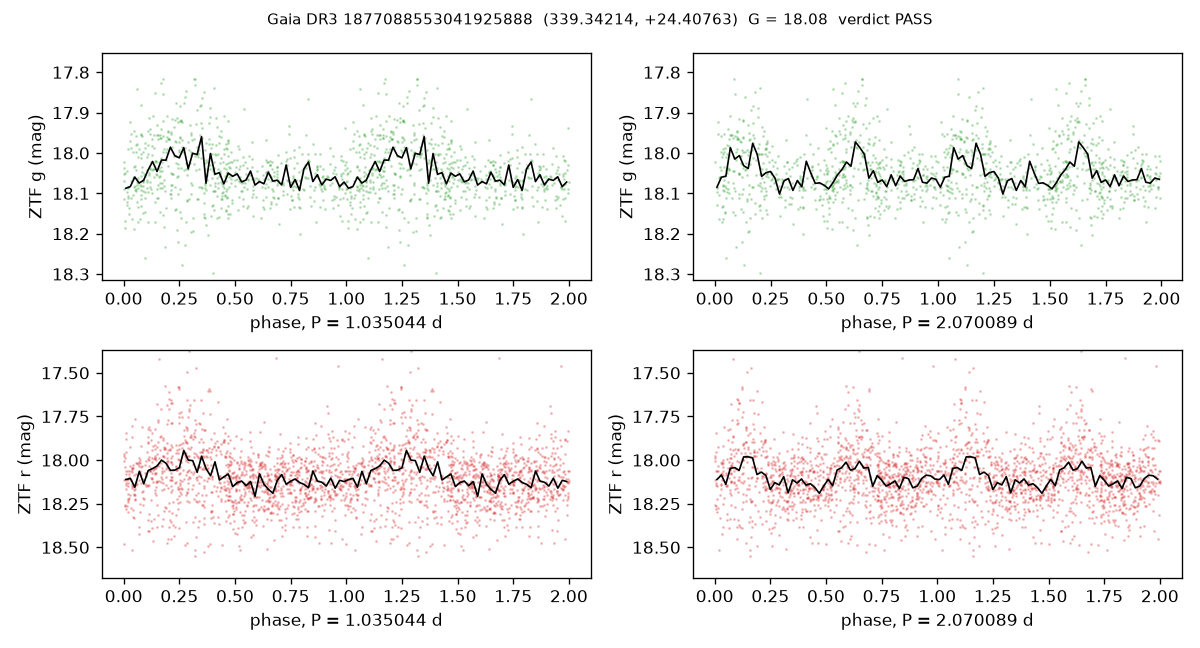 Gaia DR3 1877088553041925888  (339.34214, +24.40763)  G = 18.08  verdict PASS
ZTF g (mag)
17.8
17.9
18.0
18.1
18.2
18.3
0.00 0.25 0.50 0.75 1.00 1.25 1.50 1.75 2.00
phase, P = 1.035044 d
ZTF g (mag)
17.8
17.9
18.0
18.1
18.2
18.3
0.00 0.25 0.50 0.75 1.00 1.25 1.50 1.75 2.00
phase, P = 2.070089 d
ZTF r (mag)
17.50
17.75
18.00
18.25
18.50
0.00 0.25 0.50 0.75 1.00 1.25 1.50 1.75 2.00
phase, P = 1.035044 d
ZTF r (mag)
17.50
17.75
18.00
18.25
18.50
0.00 0.25 0.50 0.75 1.00 1.25 1.50 1.75 2.00
phase, P = 2.070089 d